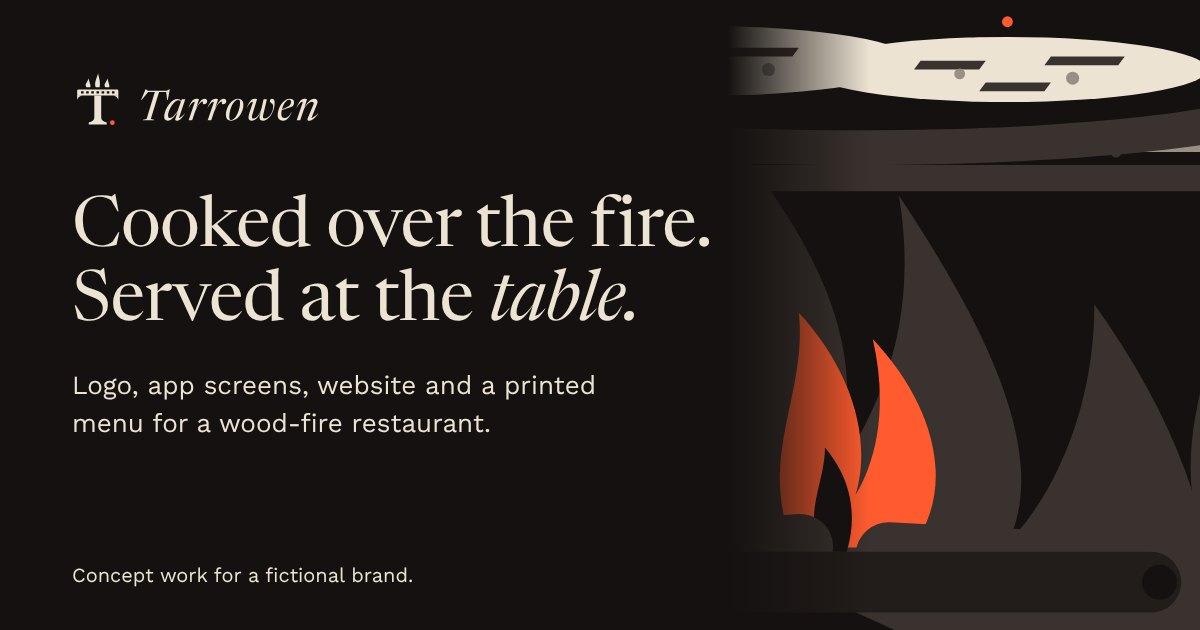 Tarrowen
Cooked over the fire.
Served at the table.
Logo, app screens, website and a printed
menu for a wood-fire restaurant.
Concept work for a fictional brand.